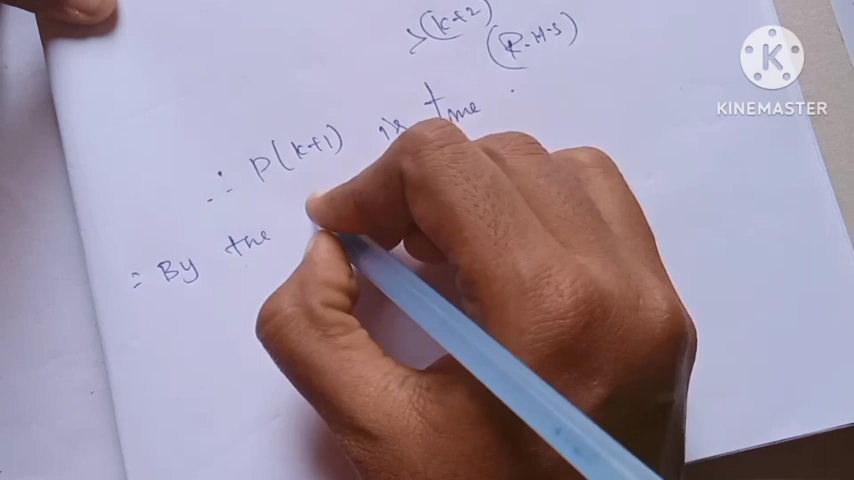 >(k+2)
(R-H-S)
∴ P(k+1) is true.
∴ By the
K
KINEMASTER